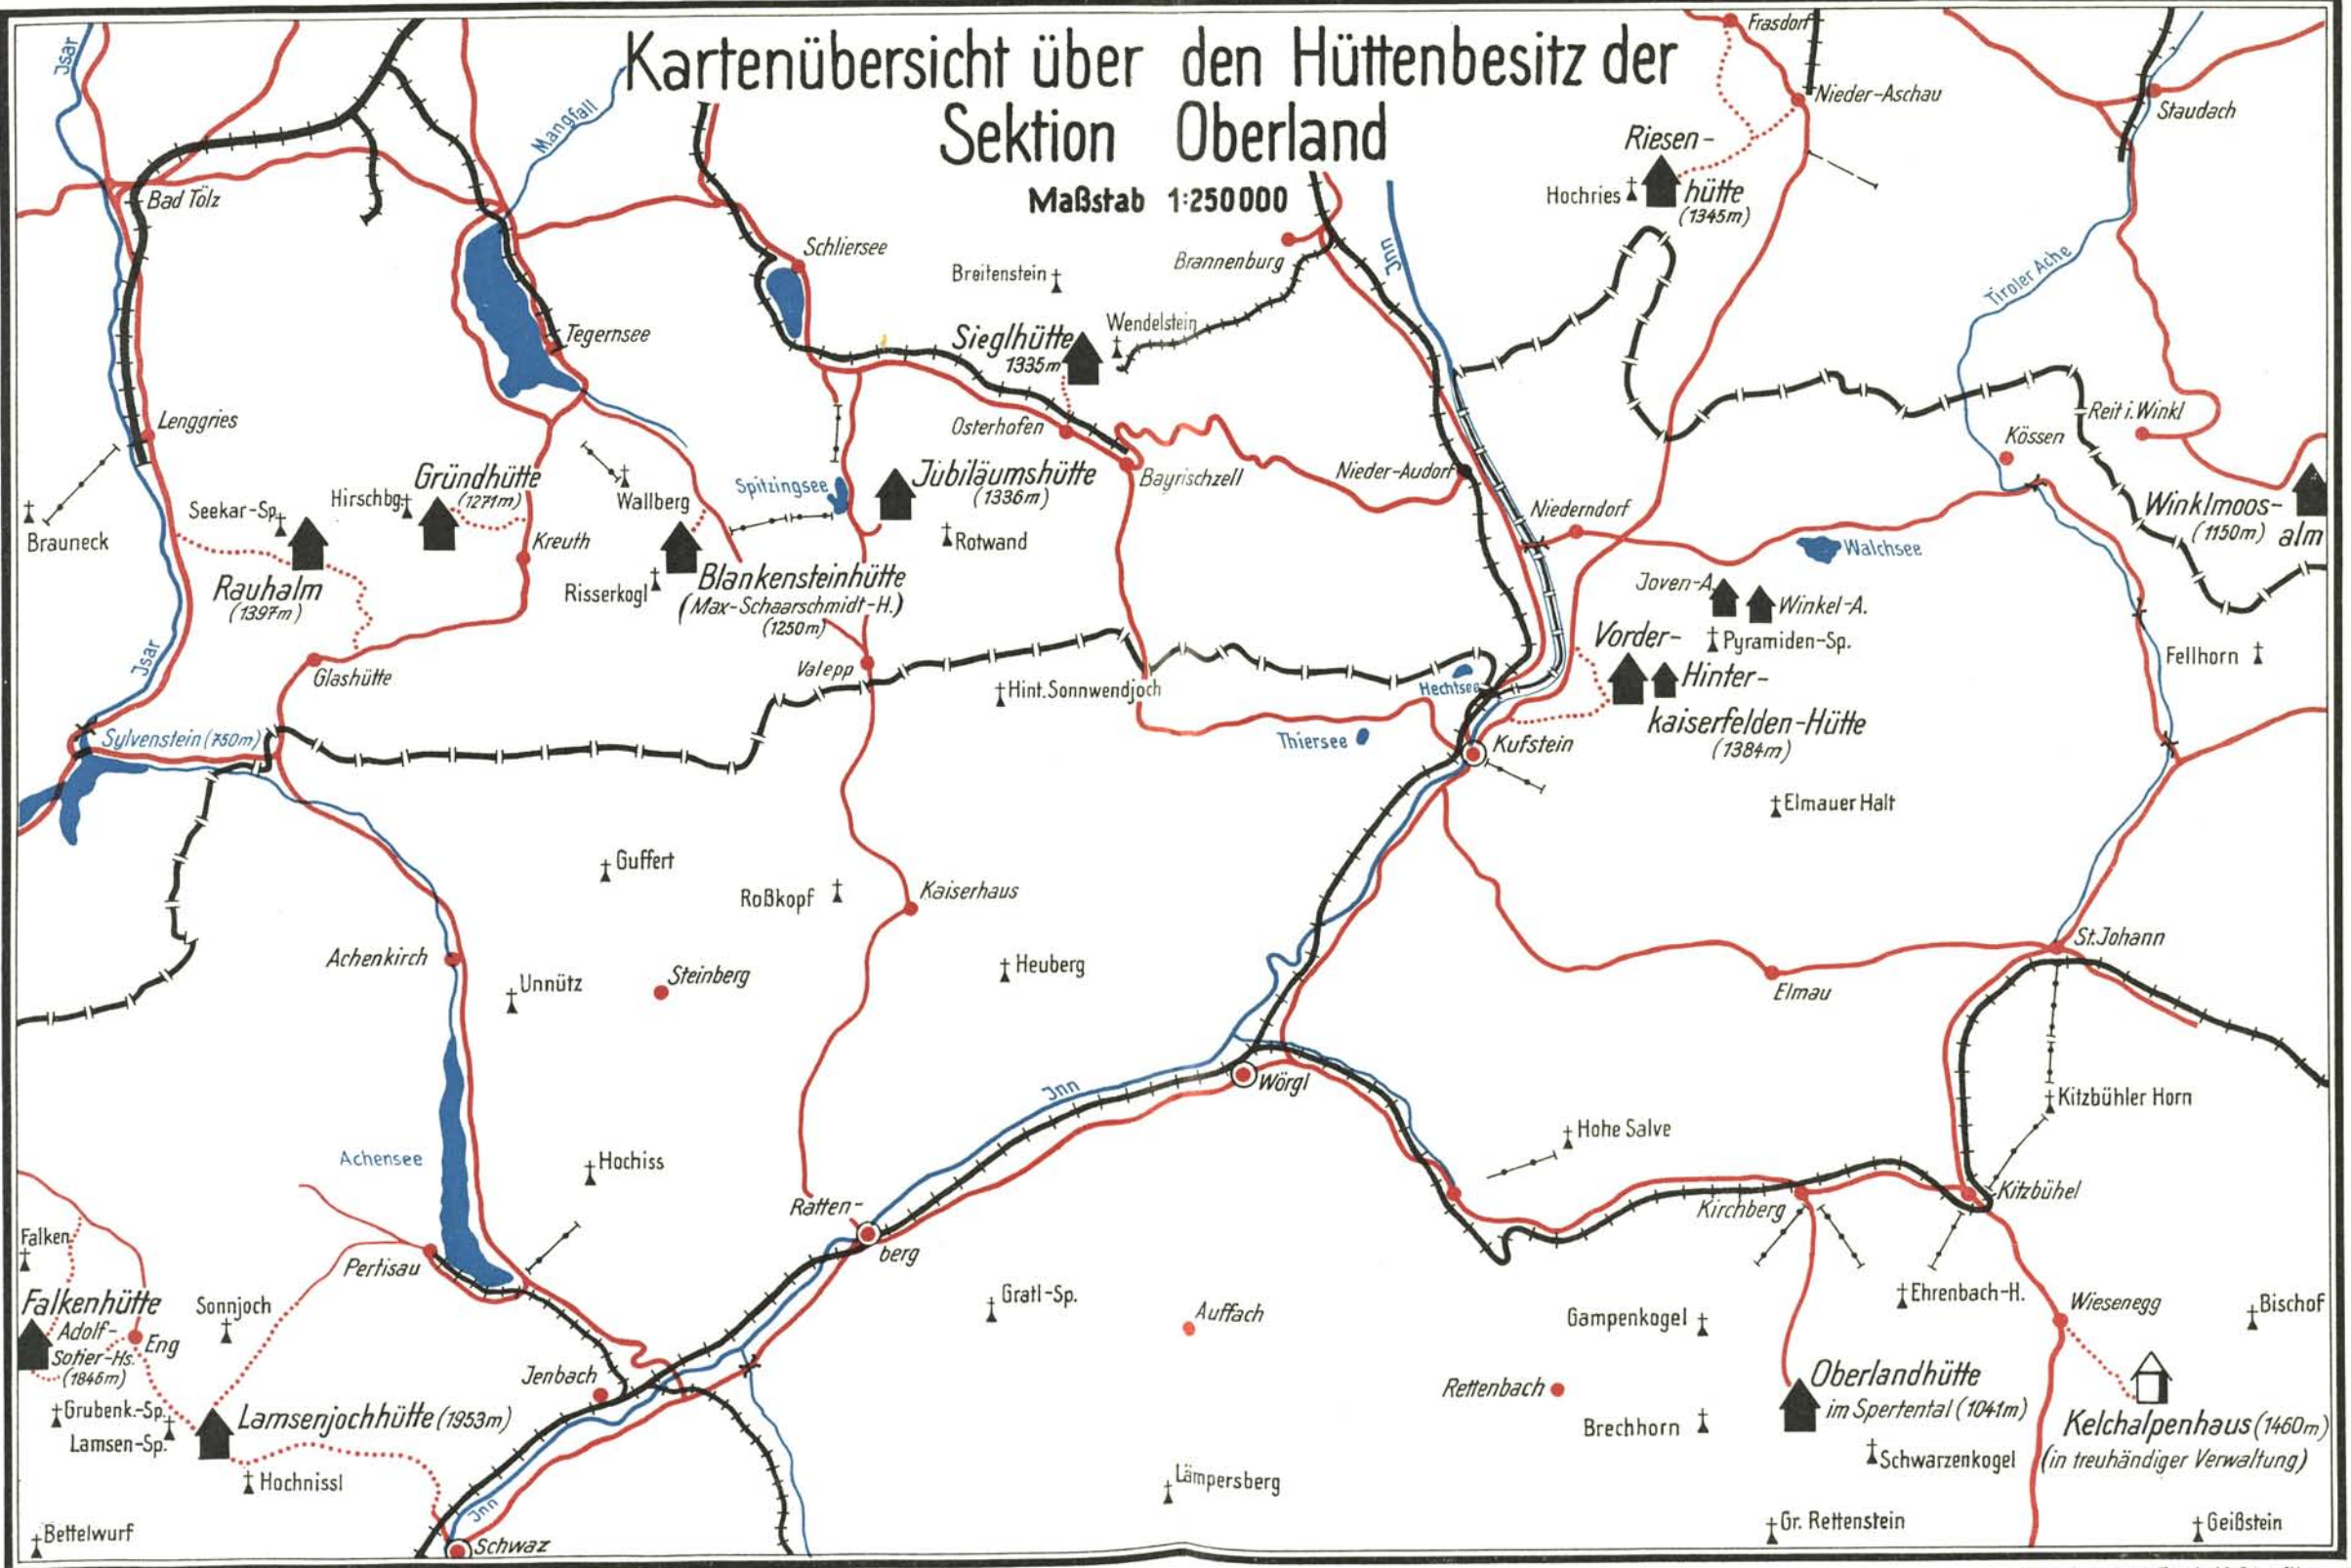 Kartenübersicht über den Hüttenbesitz der
Sektion Oberland
Maßstab 1:250000
Jsar
Mangfall
Frasdorf
Nieder-Aschau
Staudach
Riesen-
hütte
(1345m)
Hochries
Bad Tölz
Schliersee
Breitenstein
Brannenburg
Jnn
Tiroler Ache
Tegernsee
Sieglhütte
1335m
Wendelstein
Lenggries
Osterhofen
Bayrischzell
Nieder-Audorf
Reit i. Winkl
Kössen
Gründhütte
(1271m)
Hirschbg.
Seekar-Sp.
Brauneck
Wallberg
Spitzingsee
Jubiläumshütte
(1336m)
Rotwand
Niederndorf
Walchsee
Winklmoos-
(1150m) alm
Kreuth
Rauhalm
(1397m)
Risserkogl
Blankensteinhütte
(Max-Schaarschmidt-H.)
(1250m)
Joven-A.
Winkel-A.
Pyramiden-Sp.
Vorder-
Hinter-
kaiserfelden-Hütte
(1384m)
Fellhorn
Jsar
Glashütte
Valepp
Hint. Sonnwendjoch
Hechtsee
Sylvenstein (750m)
Thiersee
Kufstein
Elmauer Halt
Guffert
Roßkopf
Kaiserhaus
Achenkirch
Unnütz
Steinberg
Heuberg
St. Johann
Elmau
Wörgl
Jnn
Kitzbühler Horn
Hohe Salve
Achensee
Hochiss
Ratten-
berg
Kirchberg
Kitzbühel
Falken
Pertisau
Falkenhütte
Adolf-
Sotier-Hs.
(1846m)
Eng
Sonnjoch
Gratl-Sp.
Auffach
Gampenkogel
Ehrenbach-H.
Wiesenegg
Bischof
Jenbach
Rettenbach
Oberlandhütte
im Spertental (1041m)
Grubenk.-Sp.
Lamsen-Sp.
Lamsenjochhütte (1953m)
Hochnissl
Brechhorn
Schwarzenkogel
Kelchalpenhaus (1460m)
(in treuhändiger Verwaltung)
Lämpersberg
Bettelwurf
Jnn
Schwaz
Gr. Rettenstein
Geißstein